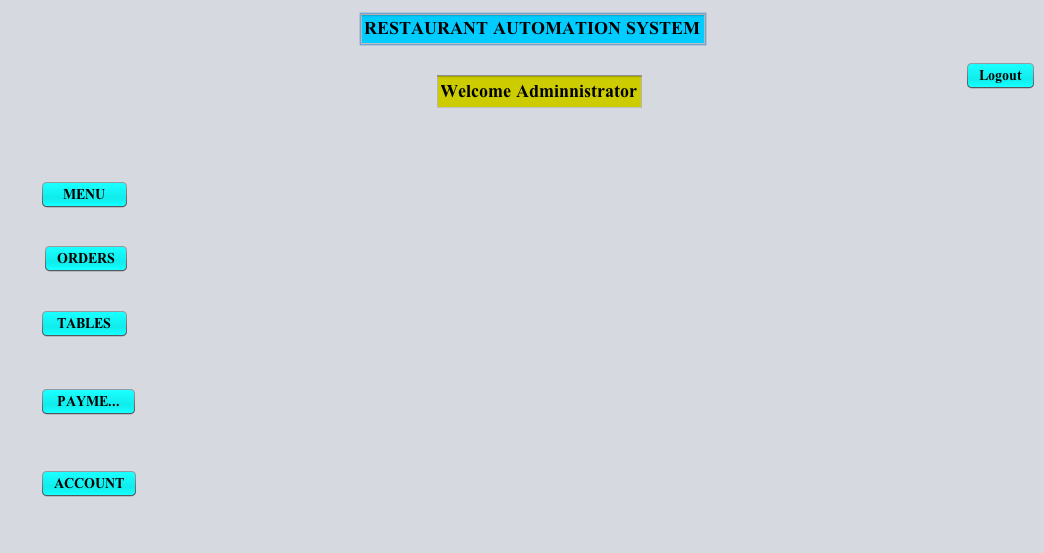 RESTAURANT AUTOMATION SYSTEM
Welcome Adminnistrator
Logout
MENU
ORDERS
TABLES
PAYME...
ACCOUNT